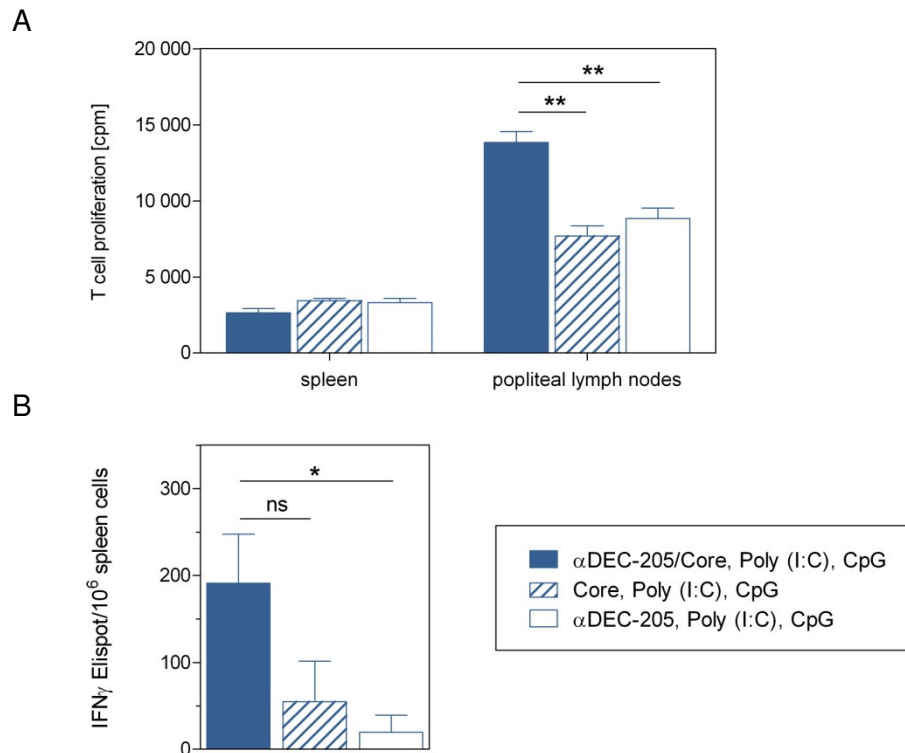 A
20 000
15 000
10 000
5 000
0
T cell proliferation [cpm]
**
**
spleen
popliteal lymph nodes
B
300
200
100
0
IFNγ Elispot/10⁶ spleen cells
*
ns
αDEC-205/Core, Poly (I:C), CpG
Core, Poly (I:C), CpG
αDEC-205, Poly (I:C), CpG